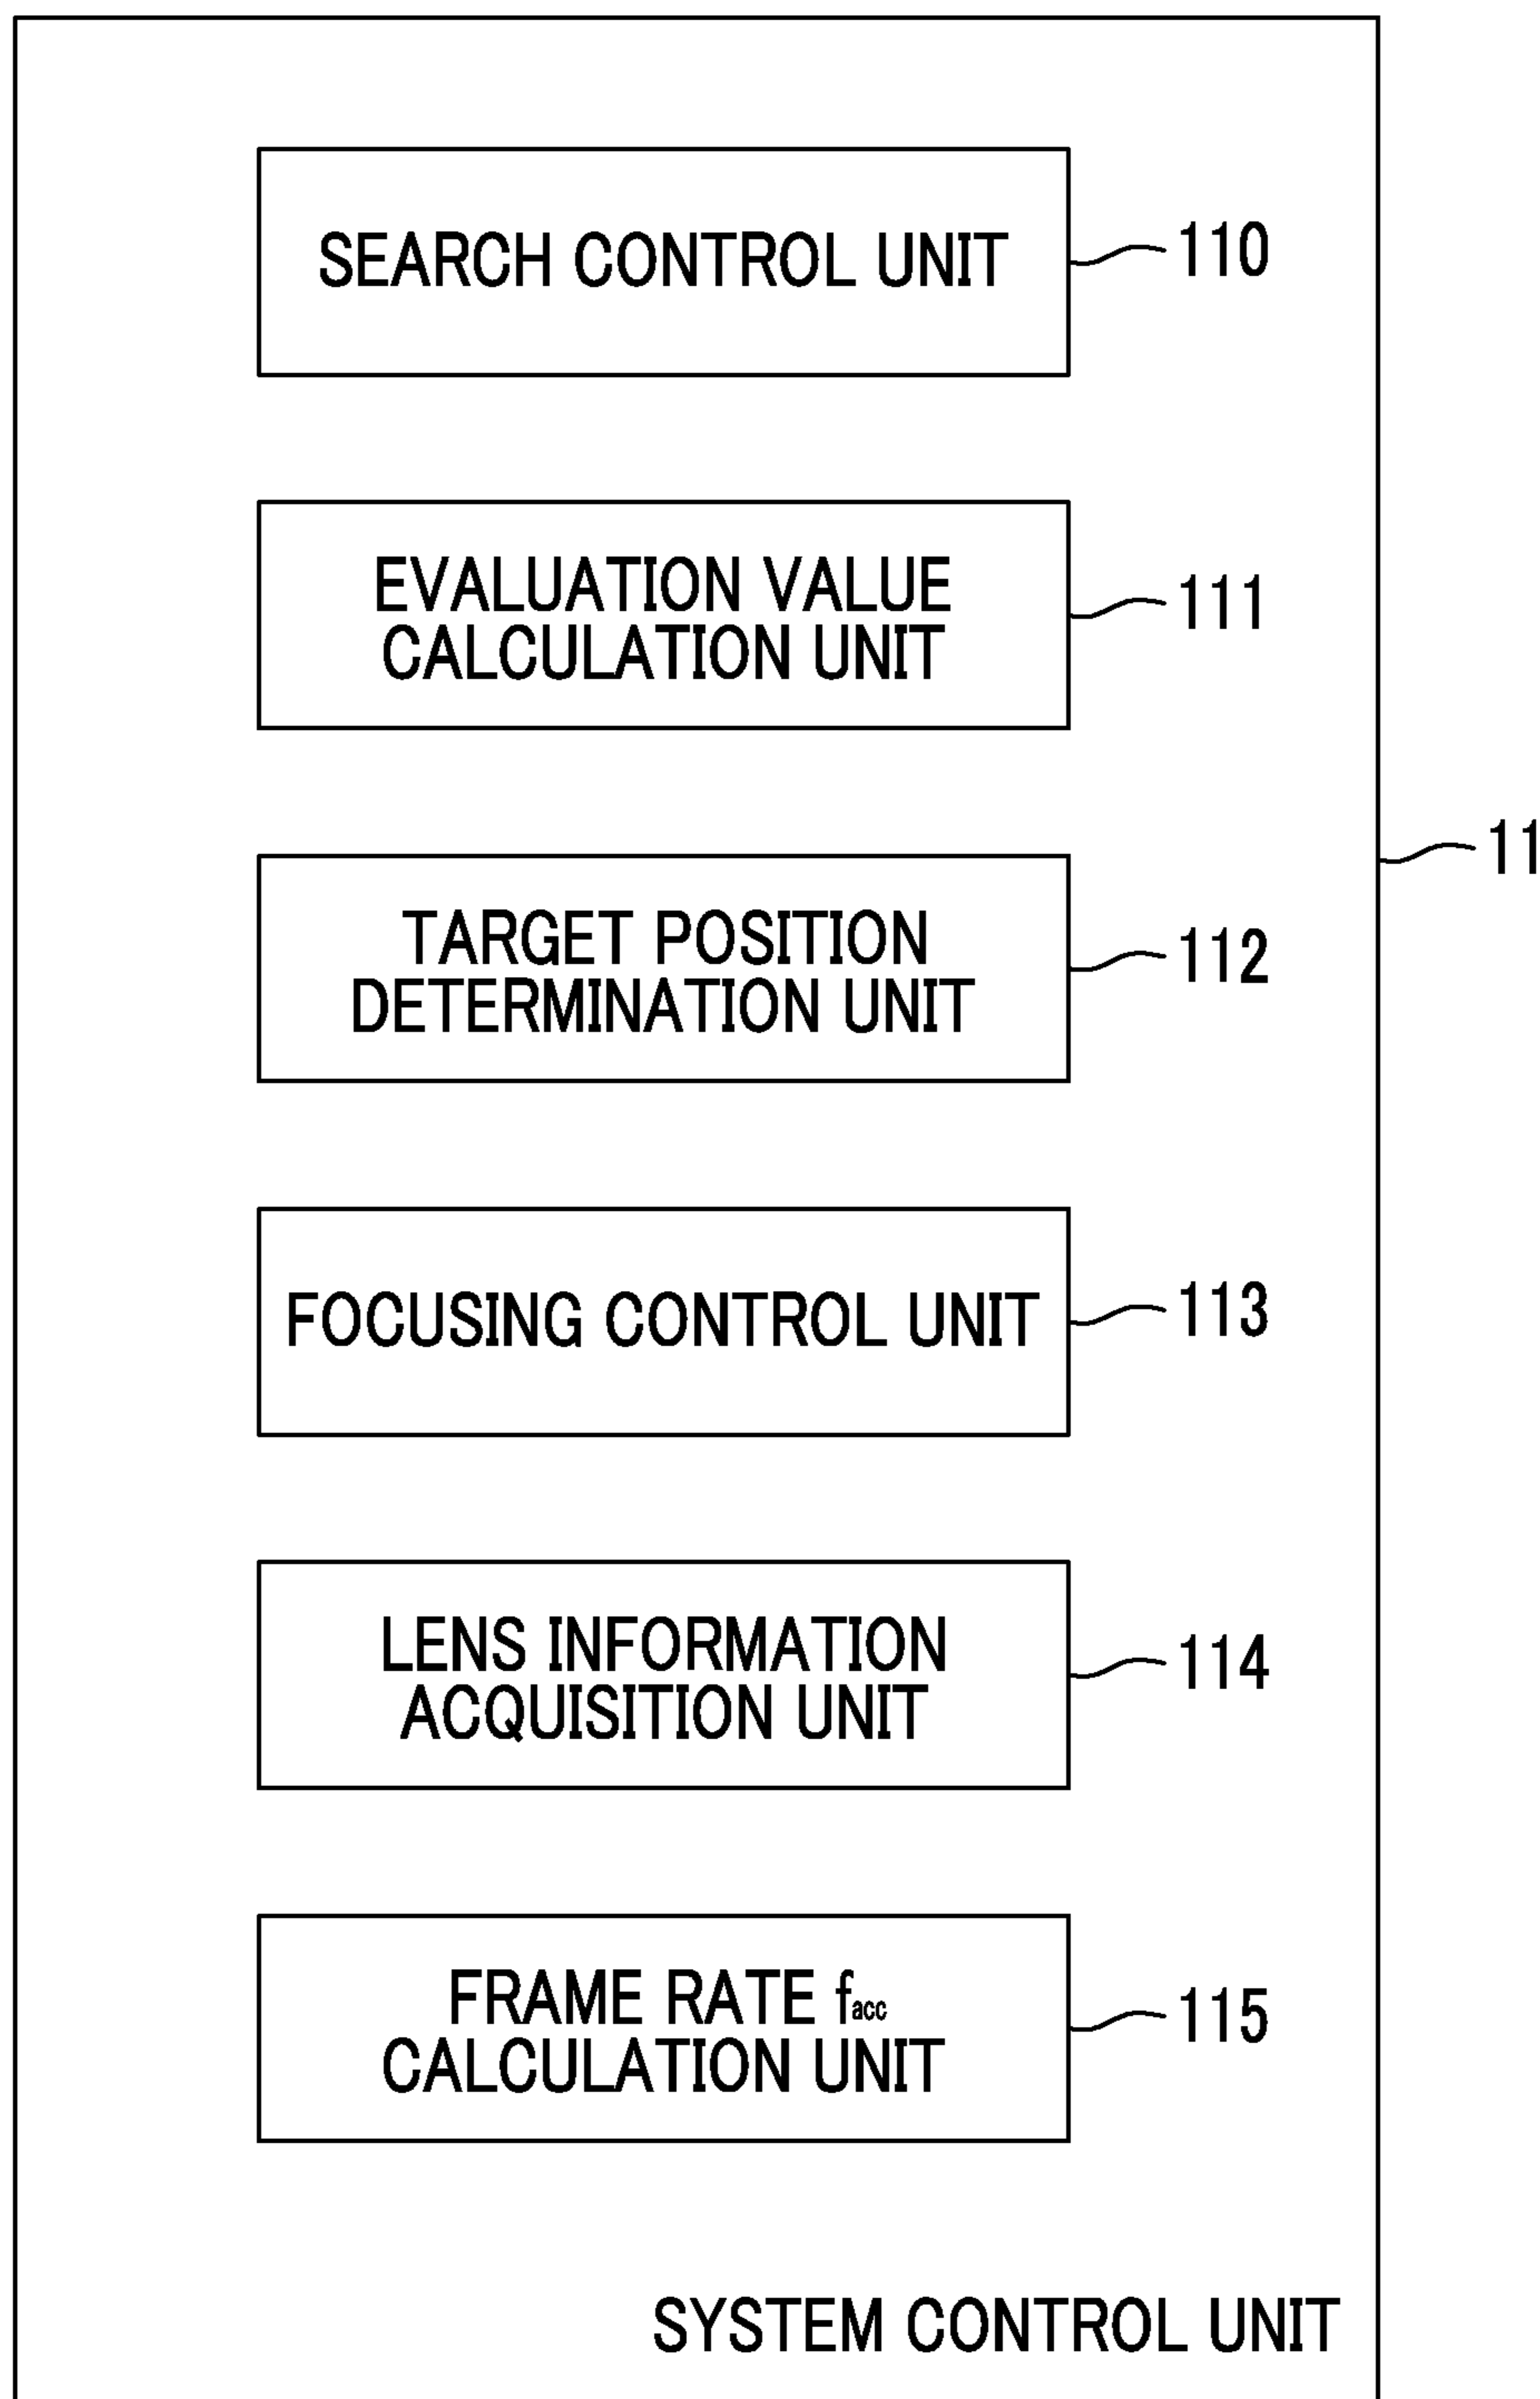 SEARCH CONTROL UNIT
110
EVALUATION VALUE
CALCULATION UNIT
111
11
TARGET POSITION
DETERMINATION UNIT
112
FOCUSING CONTROL UNIT
113
LENS INFORMATION
ACQUISITION UNIT
114
FRAME RATE facc
CALCULATION UNIT
115
SYSTEM CONTROL UNIT